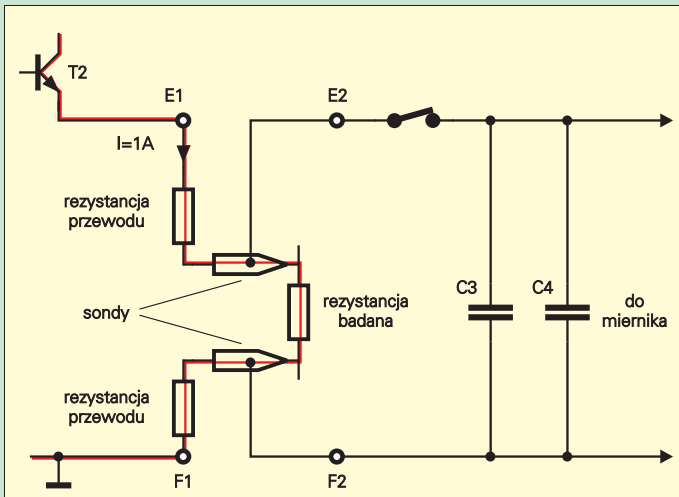 T2
E1
E2
I=1A
rezystancja
przewodu
sondy
rezystancja
badana
C3
C4
do
miernika
rezystancja
przewodu
F1
F2